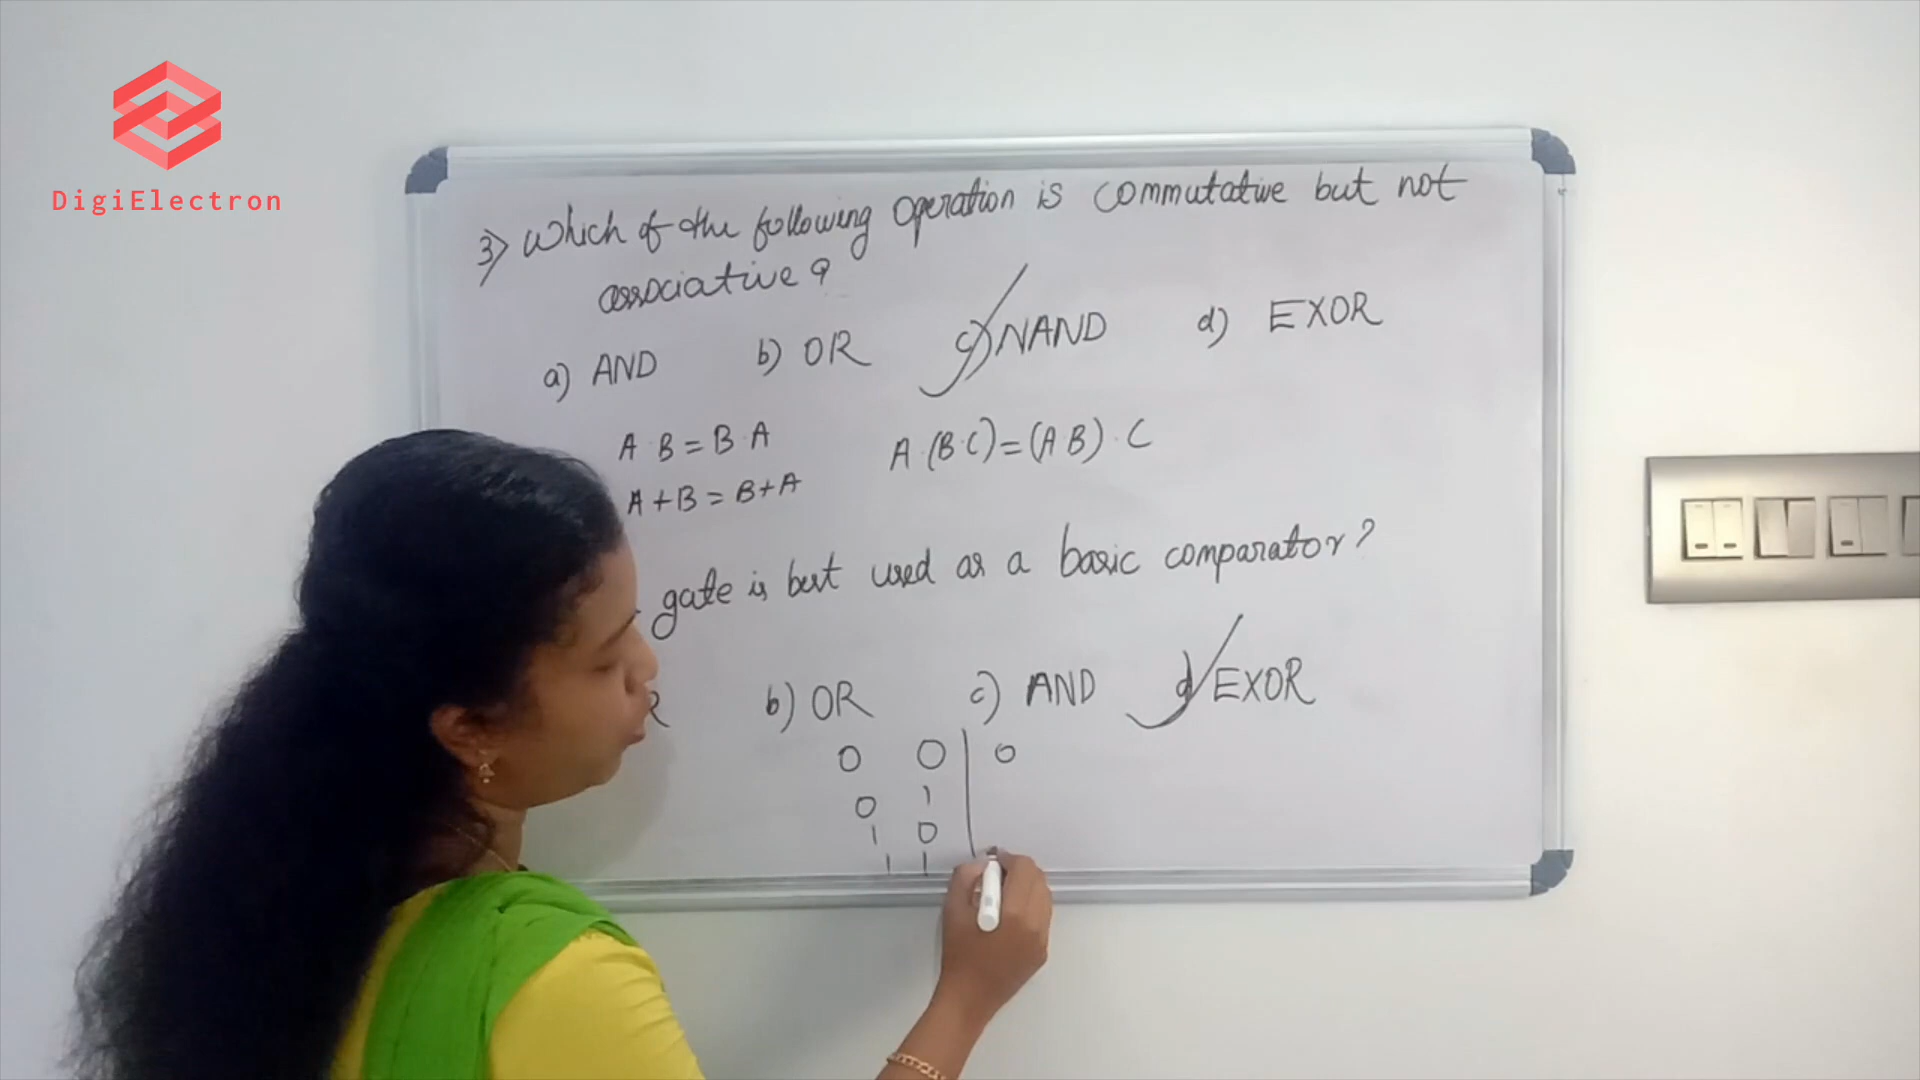 DigiElectron
3) Which of the following operation is commutative but not
associative?
a) AND b) OR c) NAND d) EXOR
A·B=B·A A·(B·C)=(AB)·C
A+B=B+A
gate is best used as a basic comparator?
R b) OR c) AND d) EXOR
0 0 | 0
0 1
1 0
1 1